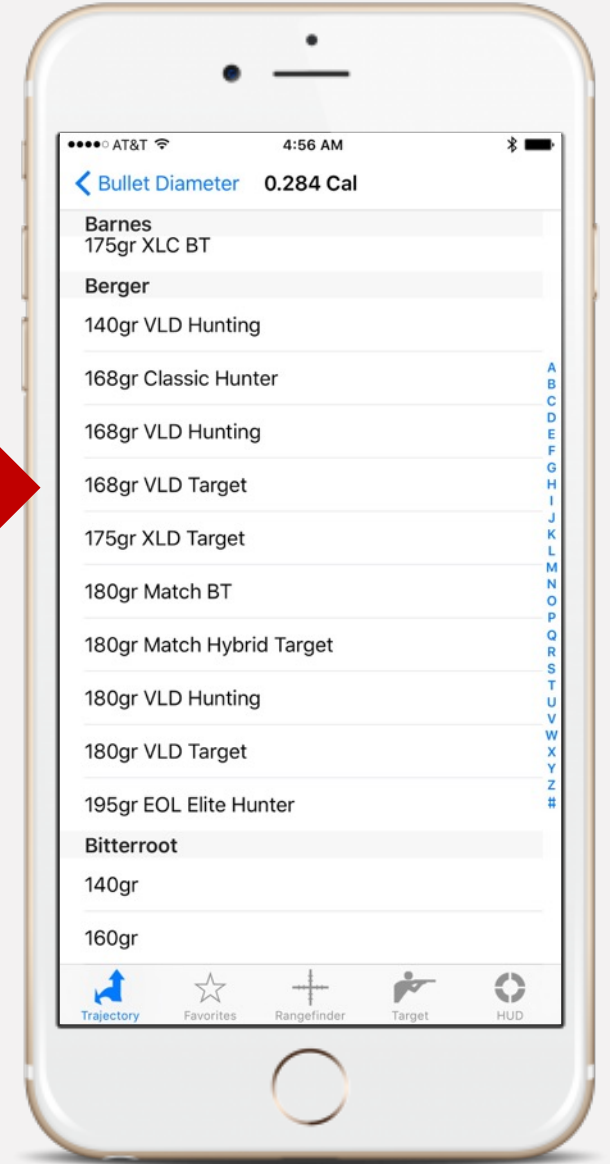 AT&T 4:56 AM
Bullet Diameter 0.284 Cal
Barnes
175gr XLC BT
Berger
140gr VLD Hunting
168gr Classic Hunter
168gr VLD Hunting
168gr VLD Target
175gr XLD Target
180gr Match BT
180gr Match Hybrid Target
180gr VLD Hunting
180gr VLD Target
195gr EOL Elite Hunter
Bitterroot
140gr
160gr
A
B
C
D
E
F
G
H
I
J
K
L
M
N
O
P
Q
R
S
T
U
V
W
X
Y
Z
#
Trajectory Favorites Rangefinder Target HUD